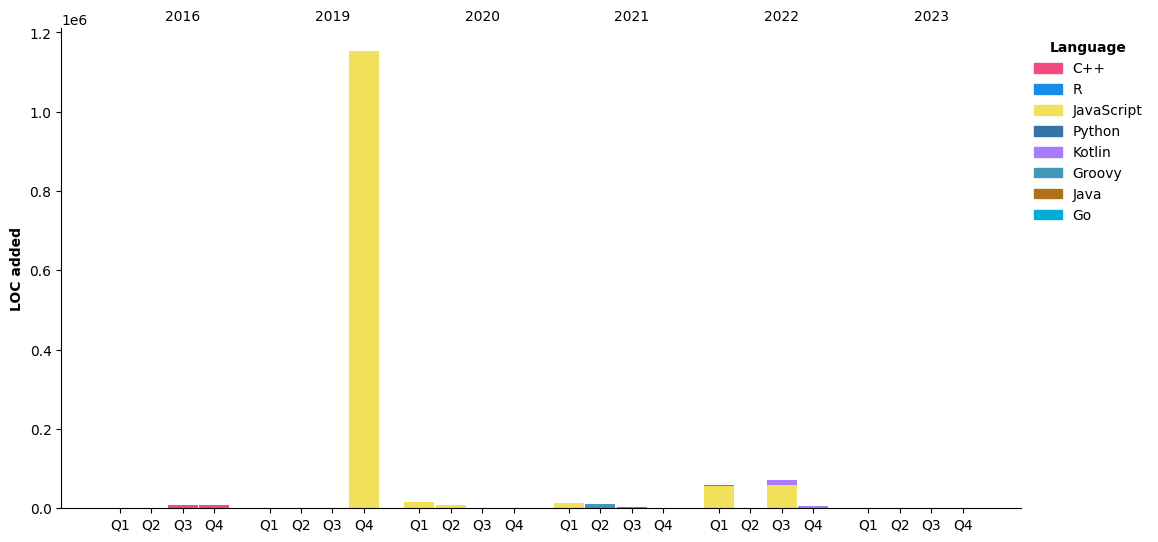 2016 2019 2020 2021 2022 2023
1e6
1.2
1.0
0.8
0.6
0.4
0.2
0.0
LOC added
Q1 Q2 Q3 Q4 Q1 Q2 Q3 Q4 Q1 Q2 Q3 Q4 Q1 Q2 Q3 Q4 Q1 Q2 Q3 Q4 Q1 Q2 Q3 Q4
Language
C++
R
JavaScript
Python
Kotlin
Groovy
Java
Go